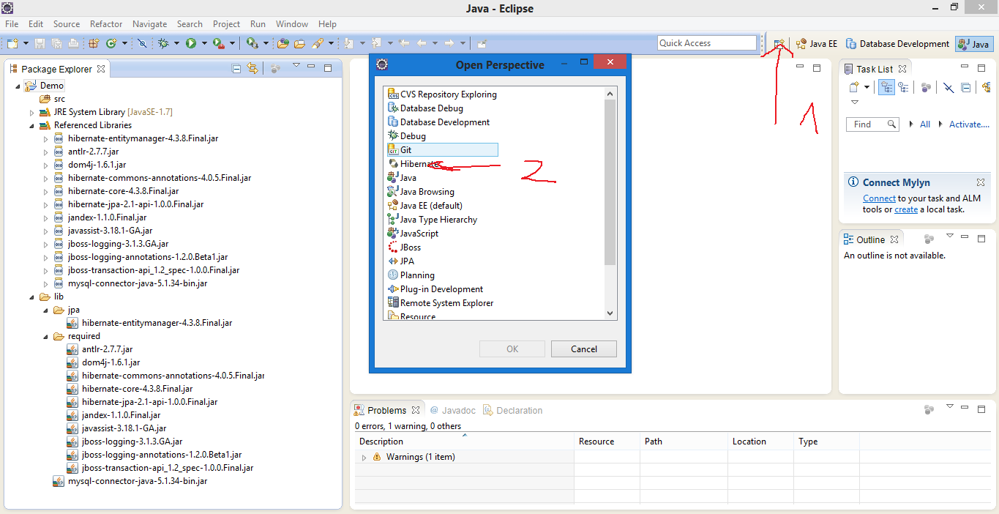 Java - Eclipse
File Edit Source Refactor Navigate Search Project Run Window Help
Quick Access
Java EE
Database Development
Java
Package Explorer
Demo
src
JRE System Library [JavaSE-1.7]
Referenced Libraries
hibernate-entitymanager-4.3.8.Final.jar
antlr-2.7.7.jar
dom4j-1.6.1.jar
hibernate-commons-annotations-4.0.5.Final.jar
hibernate-core-4.3.8.Final.jar
hibernate-jpa-2.1-api-1.0.0.Final.jar
jandex-1.1.0.Final.jar
javassist-3.18.1-GA.jar
jboss-logging-3.1.3.GA.jar
jboss-logging-annotations-1.2.0.Beta1.jar
jboss-transaction-api_1.2_spec-1.0.0.Final.jar
mysql-connector-java-5.1.34-bin.jar
lib
jpa
hibernate-entitymanager-4.3.8.Final.jar
required
antlr-2.7.7.jar
dom4j-1.6.1.jar
hibernate-commons-annotations-4.0.5.Final.jar
hibernate-core-4.3.8.Final.jar
hibernate-jpa-2.1-api-1.0.0.Final.jar
jandex-1.1.0.Final.jar
javassist-3.18.1-GA.jar
jboss-logging-3.1.3.GA.jar
jboss-logging-annotations-1.2.0.Beta1.jar
jboss-transaction-api_1.2_spec-1.0.0.Final.jar
mysql-connector-java-5.1.34-bin.jar
Open Perspective
CVS Repository Exploring
Database Debug
Database Development
Debug
Git
Hibernate
Java
Java Browsing
Java EE (default)
Java Type Hierarchy
JavaScript
JBoss
JPA
Planning
Plug-in Development
Remote System Explorer
Resource
OK
Cancel
2
1
Task List
Find
All
Activate....
Connect Mylyn
Connect to your task and ALM
tools or create a local task.
Outline
An outline is not available.
Problems
@ Javadoc
Declaration
0 errors, 1 warning, 0 others
Description Resource Path Location Type
Warnings (1 item)